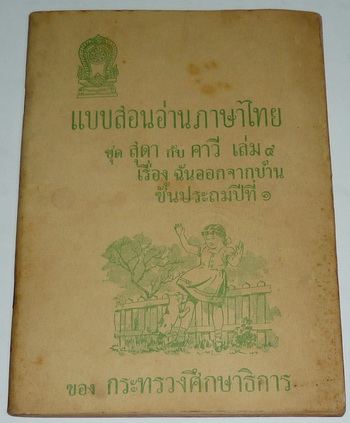 แบบสอนอ่านภาษาไทย
ชุด สุดา กับ คาวี เล่ม ๔
เรื่อง ฉันออกจากบ้าน
ชั้นประถมปีที่ ๑
ของ กระทรวงศึกษาธิการ